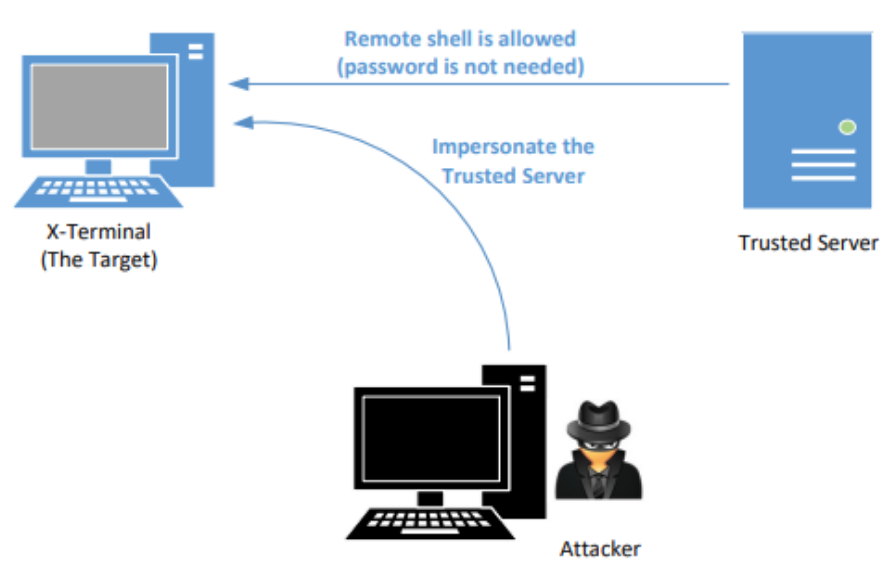 Remote shell is allowed
(password is not needed)
Impersonate the
Trusted Server
X-Terminal
(The Target)
Trusted Server
Attacker